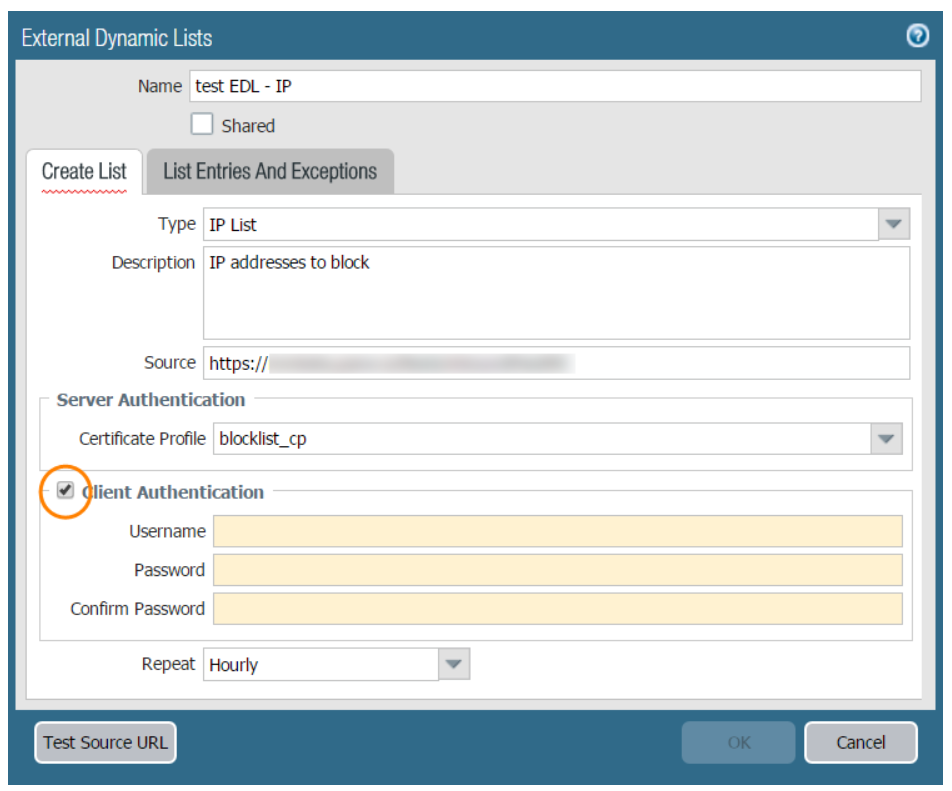 External Dynamic Lists
Name test EDL - IP
Shared
Create List List Entries And Exceptions
Type IP List
Description IP addresses to block
Source https://
Server Authentication
Certificate Profile blocklist_cp
Client Authentication
Username
Password
Confirm Password
Repeat Hourly
Test Source URL OK Cancel